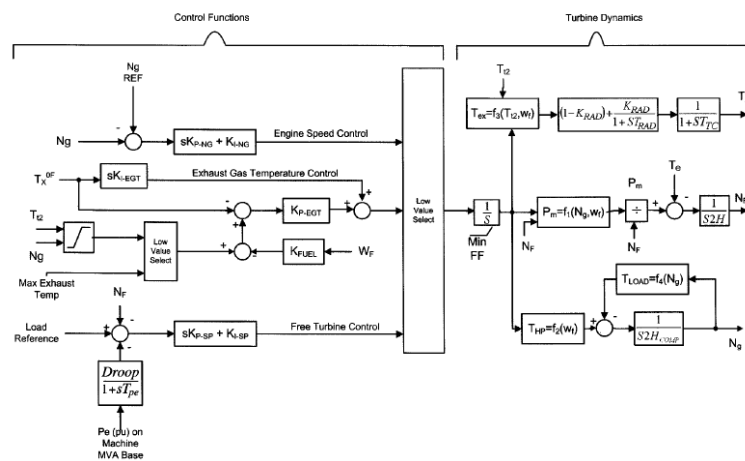 Control Functions
Turbine Dynamics
Ng
REF
Ng
-
sK_P-NG + K_I-NG
Engine Speed Control
T_X^0F
sK_I-EGT
Exhaust Gas Temperature Control
+
+
-
+
K_P-EGT
T_t2
Ng
Max Exhaust
Temp
Low
Value
Select
+
K_FUEL
W_F
N_F
-
Load
Reference
+
-
sK_P-SP + K_I-SP
Free Turbine Control
Droop
1+sT_pe
Pe (pu) on
Machine
MVA Base
Low
Value
Select
1
S
Min
FF
T_t2
T_ex=f_3(T_t2,w_f)
(1-K_RAD)+
K_RAD
1+ST_RAD
1
1+ST_TC
T
N_F
P_m=f_1(N_g,w_f)
P_m
÷
N_F
+
T_e
-
1
S2H
T_LOAD=f_4(N_g)
T_HP=f_2(w_f)
+
-
1
S2H_COMP
N_g